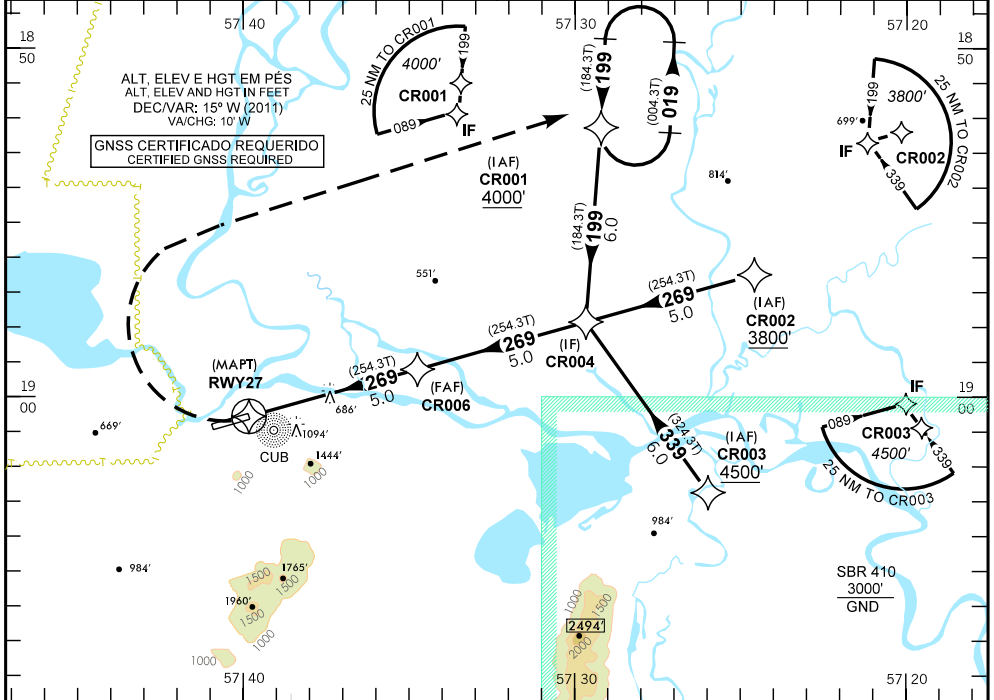 57 40
57 30
57 20
18
50
18
50
ALT, ELEV E HGT EM PÉS
ALT, ELEV AND HGT IN FEET
DEC/VAR: 15º W (2011)
VA/CHG: 10' W
GNSS CERTIFICADO REQUERIDO
CERTIFIED GNSS REQUIRED
25 NM TO CR001
4000'
199
CR001
089
IF
(184.3T)
199
(004.3T)
019
25 NM TO CR002
3800'
199
699'
IF
CR002
339
(IAF)
CR001
4000'
814'
(184.3T)
199
6.0
551'
(254.3T)
269
5.0
(IAF)
CR002
3800'
(254.3T)
269
5.0
(IF)
CR004
(MAPT)
RWY27
(254.3T)
269
5.0
(FAF)
CR006
686'
1094'
CUB
19
00
19
00
669'
1444'
1000
1000
(324.3T)
339
6.0
(IAF)
CR003
4500'
IF
089
CR003
4500'
339
25 NM TO CR003
984'
984'
1765'
1500
1500
1960'
1500
1000
1000
1000
1500
2494'
2000
SBR 410
3000'
GND
57 40
57 30
57 20